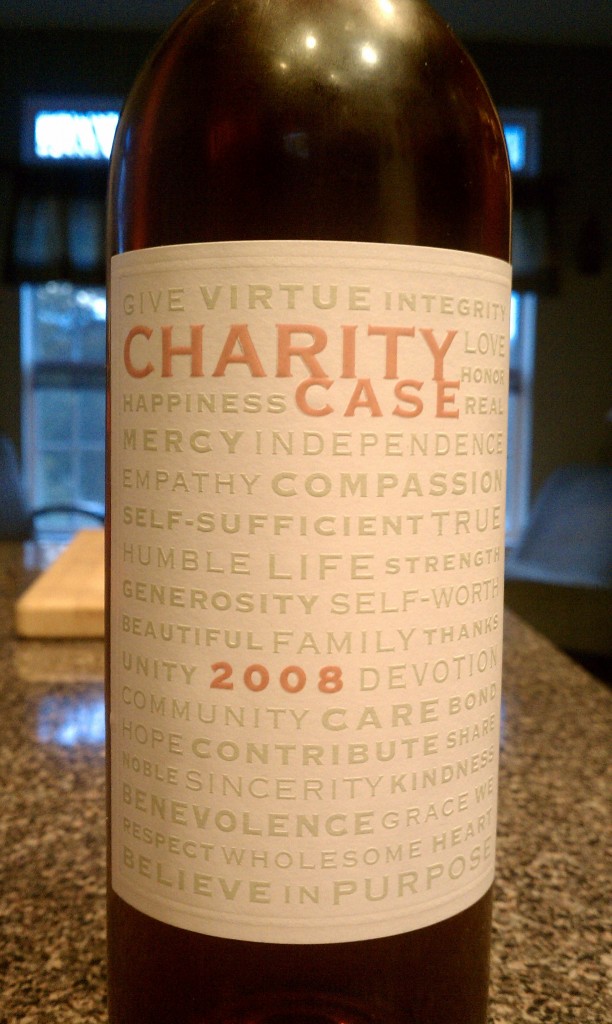 GIVE VIRTUE INTEGRITY
CHARITY LOVE
HONOR
HAPPINESS CASE REAL
MERCY INDEPENDENCE
EMPATHY COMPASSION
SELF-SUFFICIENT TRUE
HUMBLE LIFE STRENGTH
GENEROSITY SELF-WORTH
BEAUTIFUL FAMILY THANKS
UNITY 2008 DEVOTION
COMMUNITY CARE BOND
HOPE CONTRIBUTE SHARE
NOBLE SINCERITY KINDNESS
BENEVOLENCE GRACE WE
RESPECT WHOLESOME HEART
BELIEVE IN PURPOSE